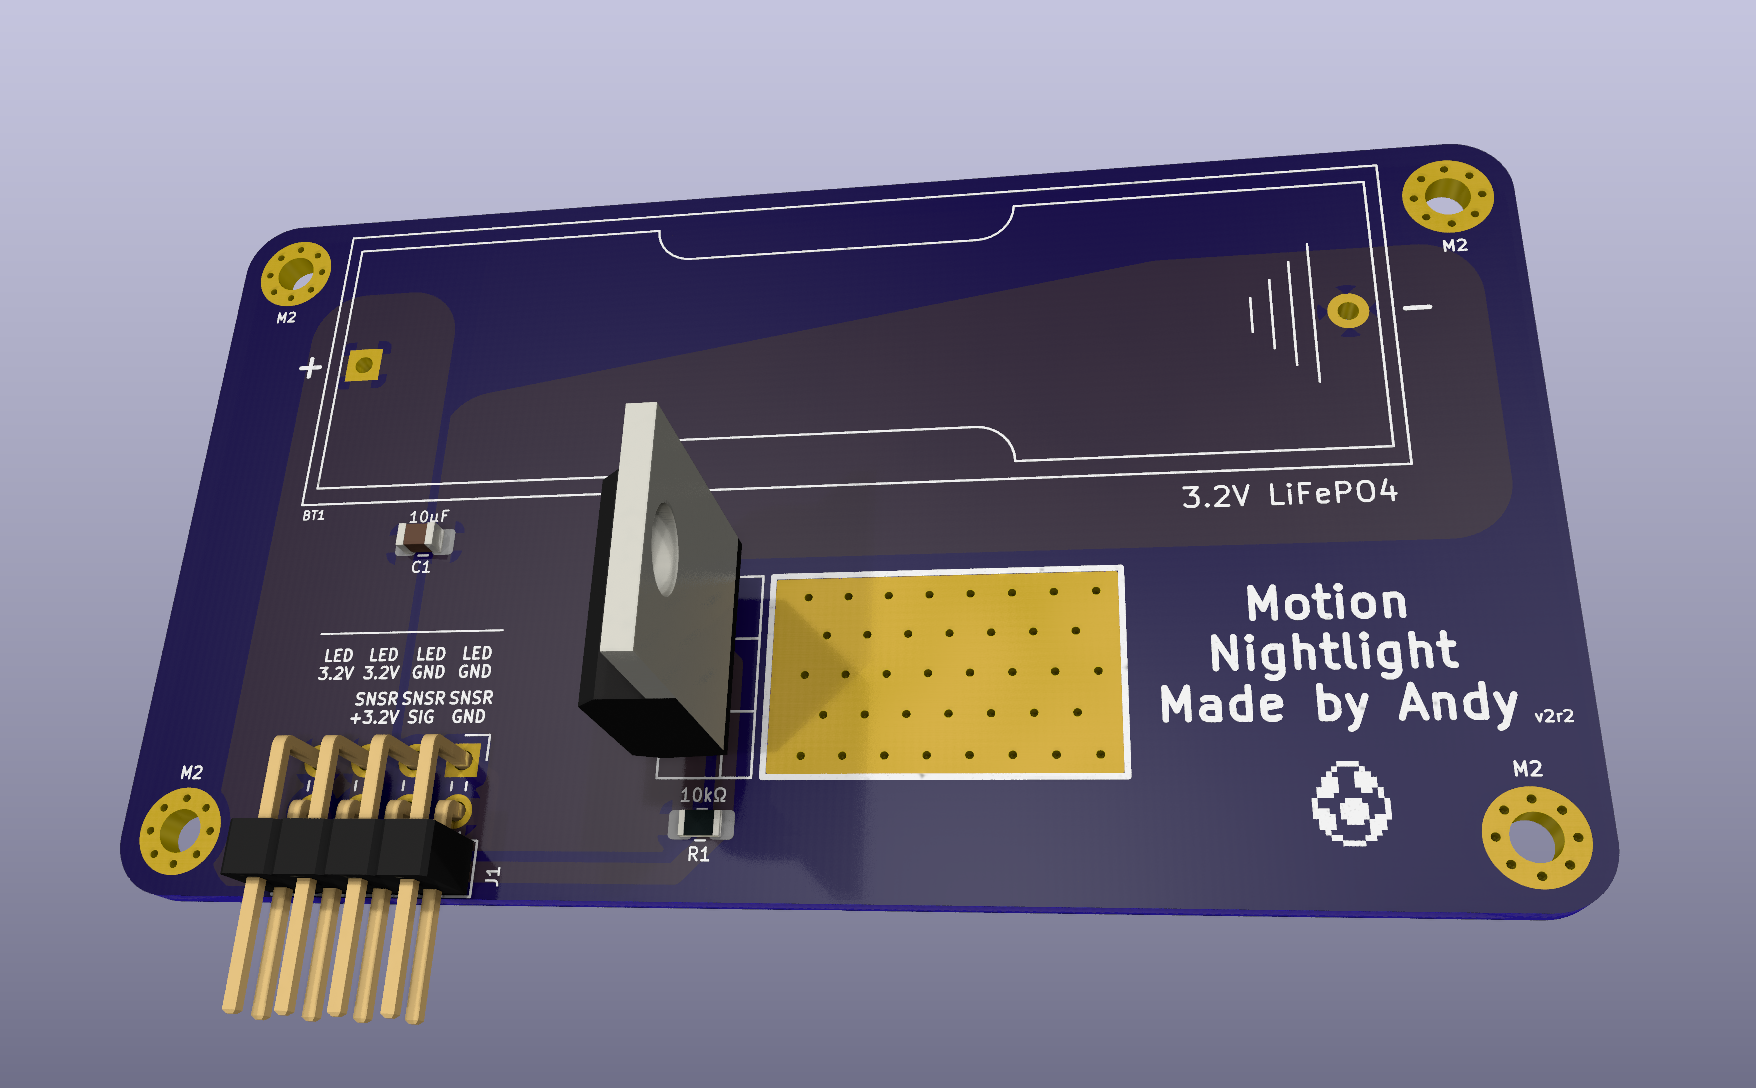 M2
M2
+
−
3.2V LiFePO4
BT1
10µF
C1
LED LED LED LED
3.2V 3.2V GND GND
SNSR SNSR SNSR
+3.2V SIG GND
Motion
Nightlight
Made by Andy
v2r2
M2
M2
10kΩ
R1
J1